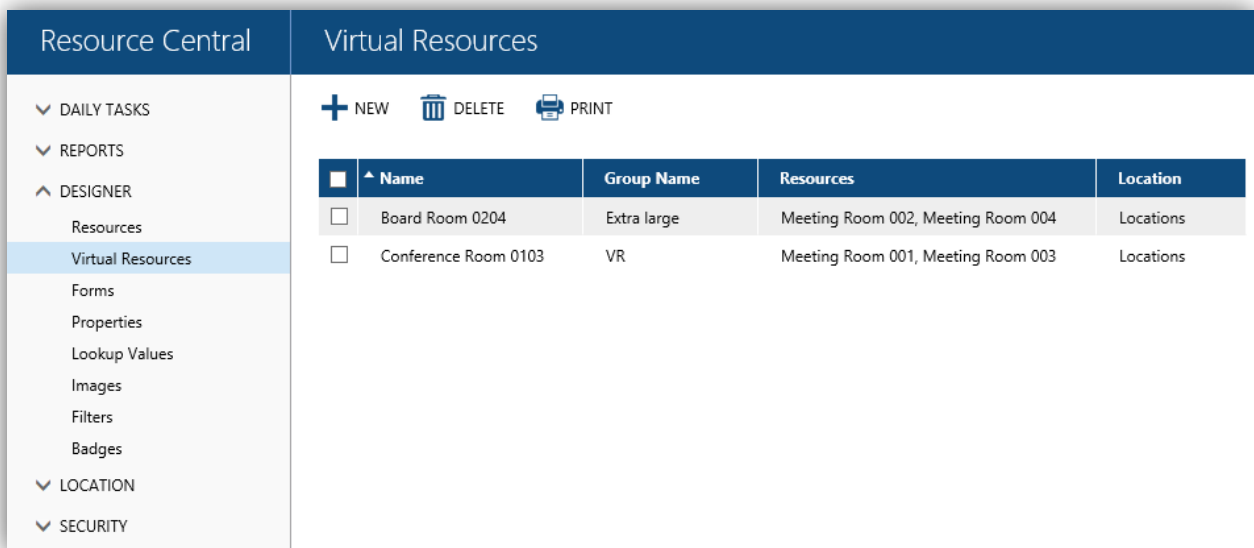 Resource Central
Virtual Resources
DAILY TASKS
REPORTS
DESIGNER
Resources
Virtual Resources
Forms
Properties
Lookup Values
Images
Filters
Badges
LOCATION
SECURITY
NEW DELETE PRINT
Name Group Name Resources Location
Board Room 0204 Extra large Meeting Room 002, Meeting Room 004 Locations
Conference Room 0103 VR Meeting Room 001, Meeting Room 003 Locations